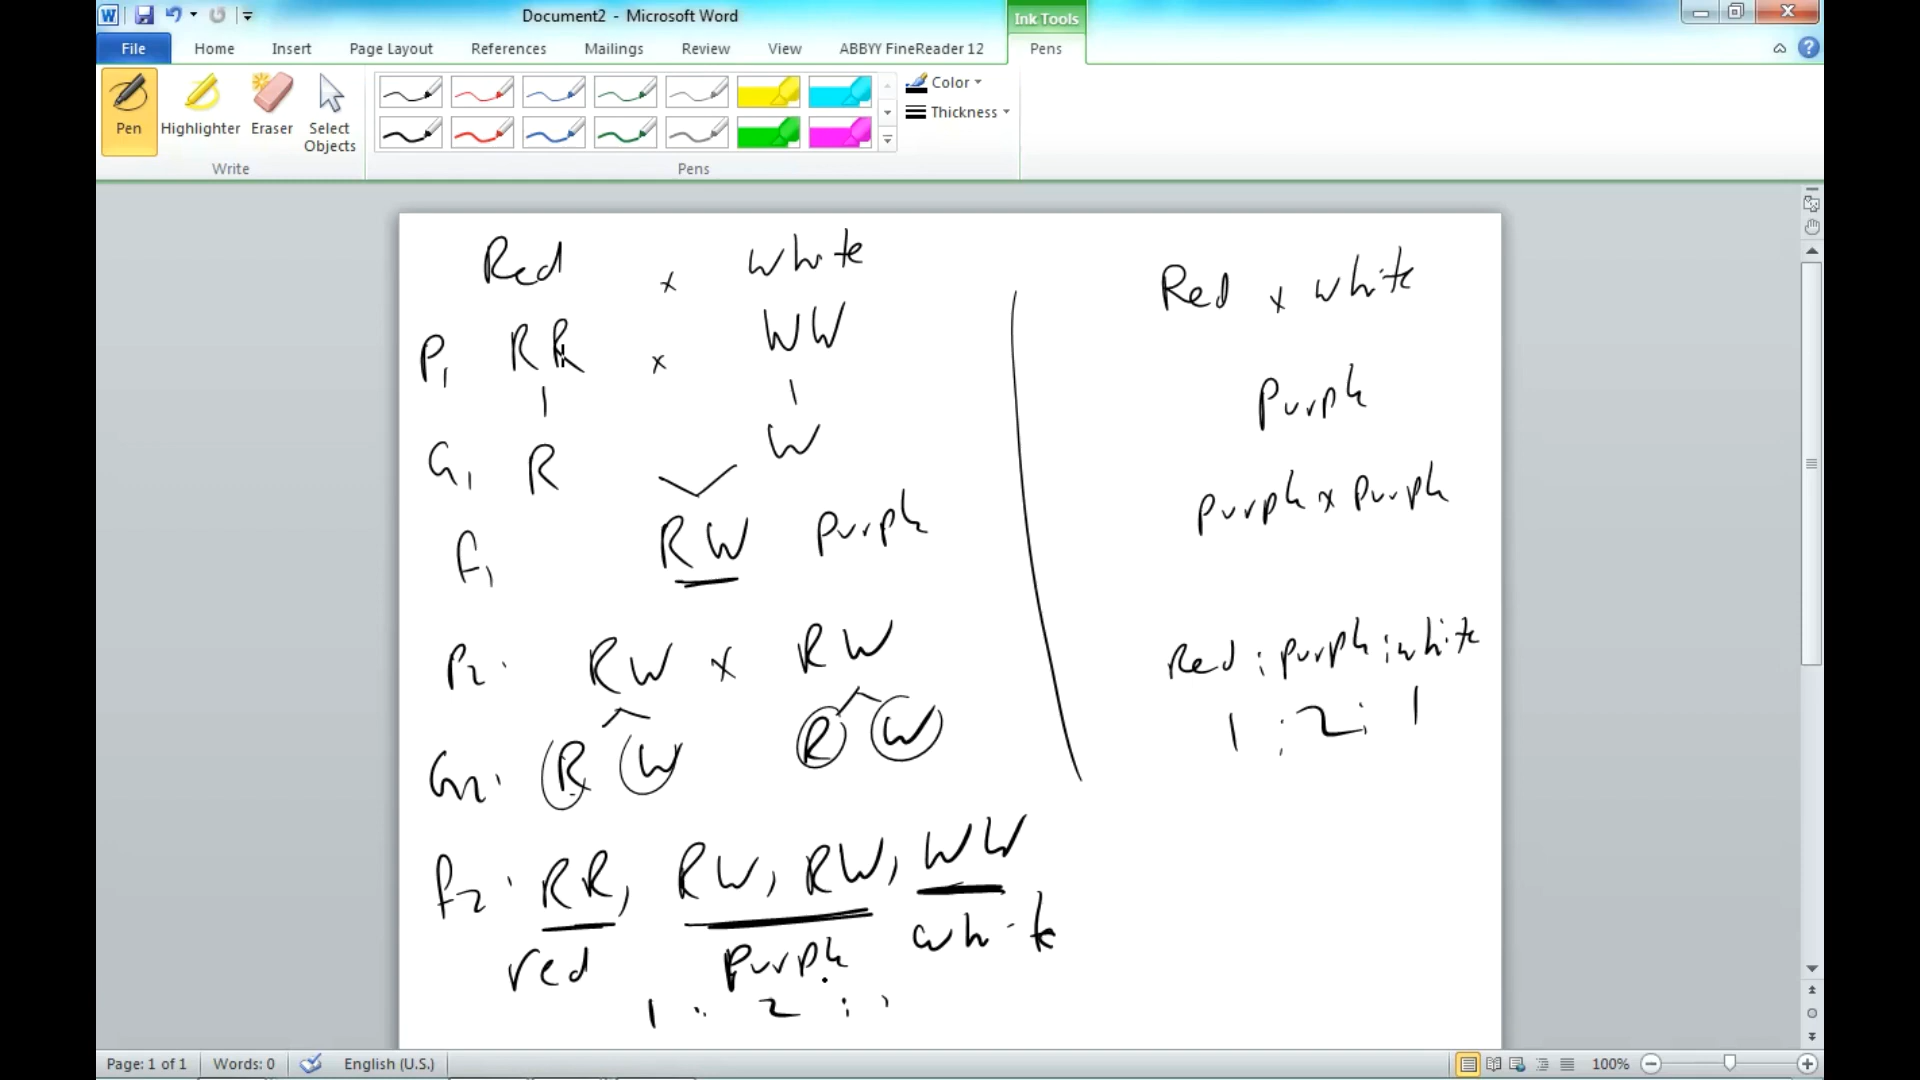 Document2 - Microsoft Word
Ink Tools
File Home Insert Page Layout References Mailings Review View ABBYY FineReader 12 Pens
Pen Highlighter Eraser Select Objects
Color
Thickness
Write Pens
Red x White
P1 RR x WW
G1 R W
F1 RW Purple
P2. RW x RW
G2. R W R W
F2. RR, RW, RW, WW
red Purple white
1 : 2 :
Red x White
Purple
Purple x Purple
Red : Purple : White
1 : 2 : 1
Page: 1 of 1 Words: 0 English (U.S.) 100%